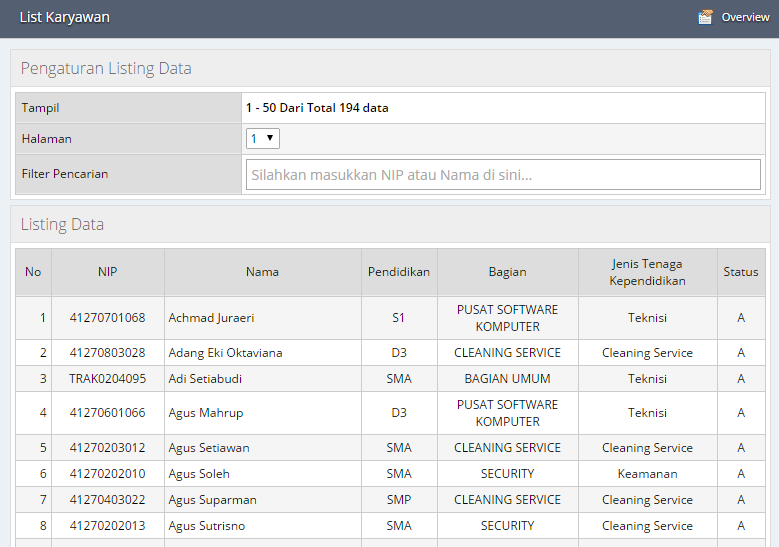 List Karyawan
Overview
Pengaturan Listing Data
Tampil 1 - 50 Dari Total 194 data
Halaman 1
Filter Pencarian Silahkan masukkan NIP atau Nama di sini...
Listing Data
No NIP Nama Pendidikan Bagian Jenis Tenaga Kependidikan Status
1 41270701068 Achmad Juraeri S1 PUSAT SOFTWARE KOMPUTER Teknisi A
2 41270803028 Adang Eki Oktaviana D3 CLEANING SERVICE Cleaning Service A
3 TRAK0204095 Adi Setiabudi SMA BAGIAN UMUM Teknisi A
4 41270601066 Agus Mahrup D3 PUSAT SOFTWARE KOMPUTER Teknisi A
5 41270203012 Agus Setiawan SMA CLEANING SERVICE Cleaning Service A
6 41270202010 Agus Soleh SMA SECURITY Keamanan A
7 41270403022 Agus Suparman SMP CLEANING SERVICE Cleaning Service A
8 41270202013 Agus Sutrisno SMA SECURITY Cleaning Service A